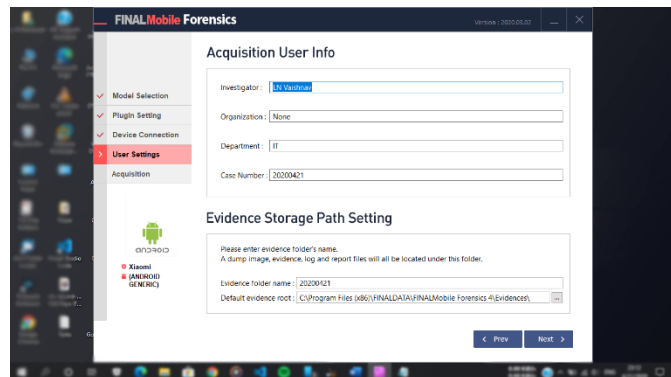 FINALMobile Forensics
Version : 2020.03.02
Acquisition User Info
Investigator : LN Vaishnav
Model Selection
Organization : None
Plugin Setting
Device Connection
Department : IT
User Settings
Acquisition
Case Number : 20200421
Evidence Storage Path Setting
android
Please enter evidence folder's name.
A dump image, evidence, log and report files will all be located under this folder.
Xiaomi
(ANDROID
GENERIC)
Evidence folder name : 20200421
Default evidence root : C:\Program Files (x86)\FINALDATA\FINALMobile Forensics 4\Evidences\
...
< Prev
Next >